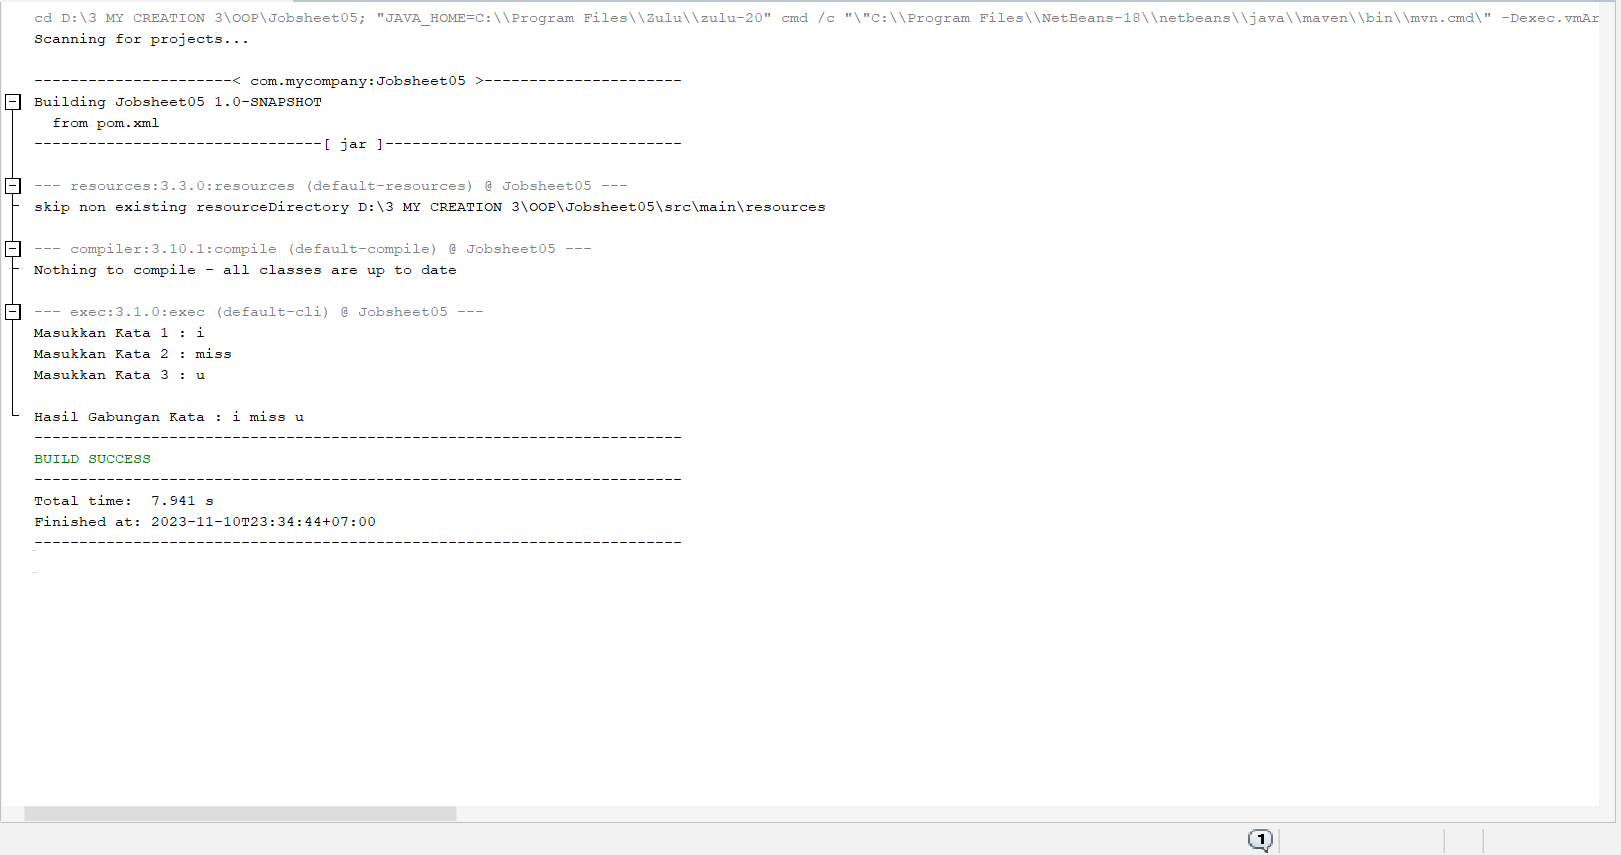 cd D:\3 MY CREATION 3\OOP\Jobsheet05; "JAVA_HOME=C:\\Program Files\\Zulu\\zulu-20" cmd /c "\"C:\\Program Files\\NetBeans-18\\netbeans\\java\\maven\\bin\\mvn.cmd\" -Dexec.vmAr
Scanning for projects...
----------------------< com.mycompany:Jobsheet05 >----------------------
Building Jobsheet05 1.0-SNAPSHOT
  from pom.xml
--------------------------------[ jar ]---------------------------------
--- resources:3.3.0:resources (default-resources) @ Jobsheet05 ---
skip non existing resourceDirectory D:\3 MY CREATION 3\OOP\Jobsheet05\src\main\resources
--- compiler:3.10.1:compile (default-compile) @ Jobsheet05 ---
Nothing to compile - all classes are up to date
--- exec:3.1.0:exec (default-cli) @ Jobsheet05 ---
Masukkan Kata 1 : i
Masukkan Kata 2 : miss
Masukkan Kata 3 : u
Hasil Gabungan Kata : i miss u
------------------------------------------------------------------------
BUILD SUCCESS
------------------------------------------------------------------------
Total time:  7.941 s
Finished at: 2023-11-10T23:34:44+07:00
------------------------------------------------------------------------
1